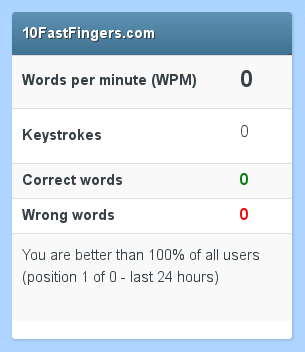 10FastFingers.com
Words per minute (WPM) 0
Keystrokes 0
Correct words 0
Wrong words 0
You are better than 100% of all users
(position 1 of 0 - last 24 hours)